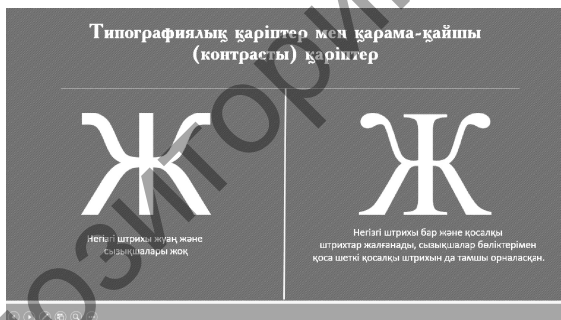 Типографиялық қаріптер мен қарама-қайшы
(контрасты) қаріптер
Ж Ж
Негізгі штрихы жуаң және
сызықшалары жоқ
Негізгі штрихы бар және қосалқы
штрихтар жалғанады, сызықшалар бөліктерімен
қоса шеткі қосалқы штрихын да тамшы орналасқан.